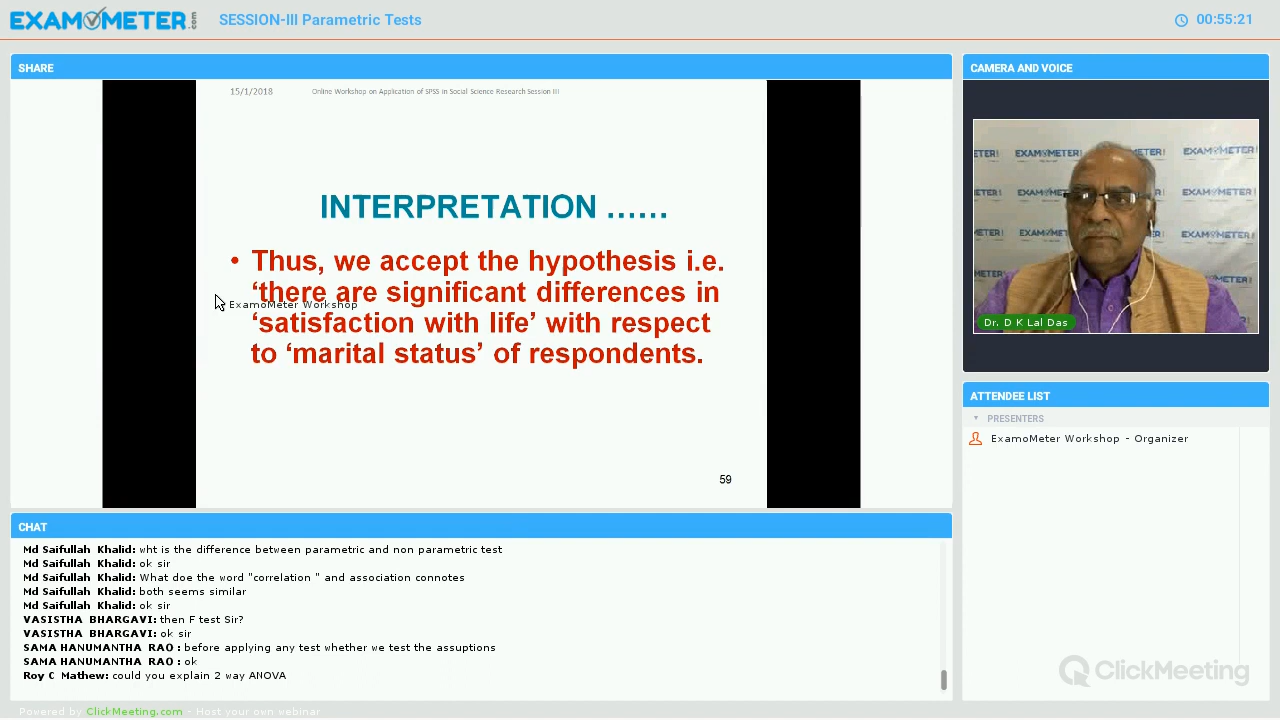 EXAMOMETER.com
SESSION-III Parametric Tests
00:55:21
SHARE
15/1/2018
Online Workshop on Application of SPSS in Social Science Research Session III
INTERPRETATION ......
• Thus, we accept the hypothesis i.e.
‘there are significant differences in
ExamoMeter Workshop
‘satisfaction with life’ with respect
to ‘marital status’ of respondents.
59
CAMERA AND VOICE
Dr. D K Lal Das
ATTENDEE LIST
PRESENTERS
ExamoMeter Workshop - Organizer
CHAT
Md Saifullah Khalid: wht is the difference between parametric and non parametric test
Md Saifullah Khalid: ok sir
Md Saifullah Khalid: What doe the word "correlation " and association connotes
Md Saifullah Khalid: both seems similar
Md Saifullah Khalid: ok sir
VASISTHA BHARGAVI: then F test Sir?
VASISTHA BHARGAVI: ok sir
SAMA HANUMANTHA RAO : before applying any test whether we test the assuptions
SAMA HANUMANTHA RAO : ok
Roy C Mathew: could you explain 2 way ANOVA
ClickMeeting
Powered by ClickMeeting.com - Host your own webinar